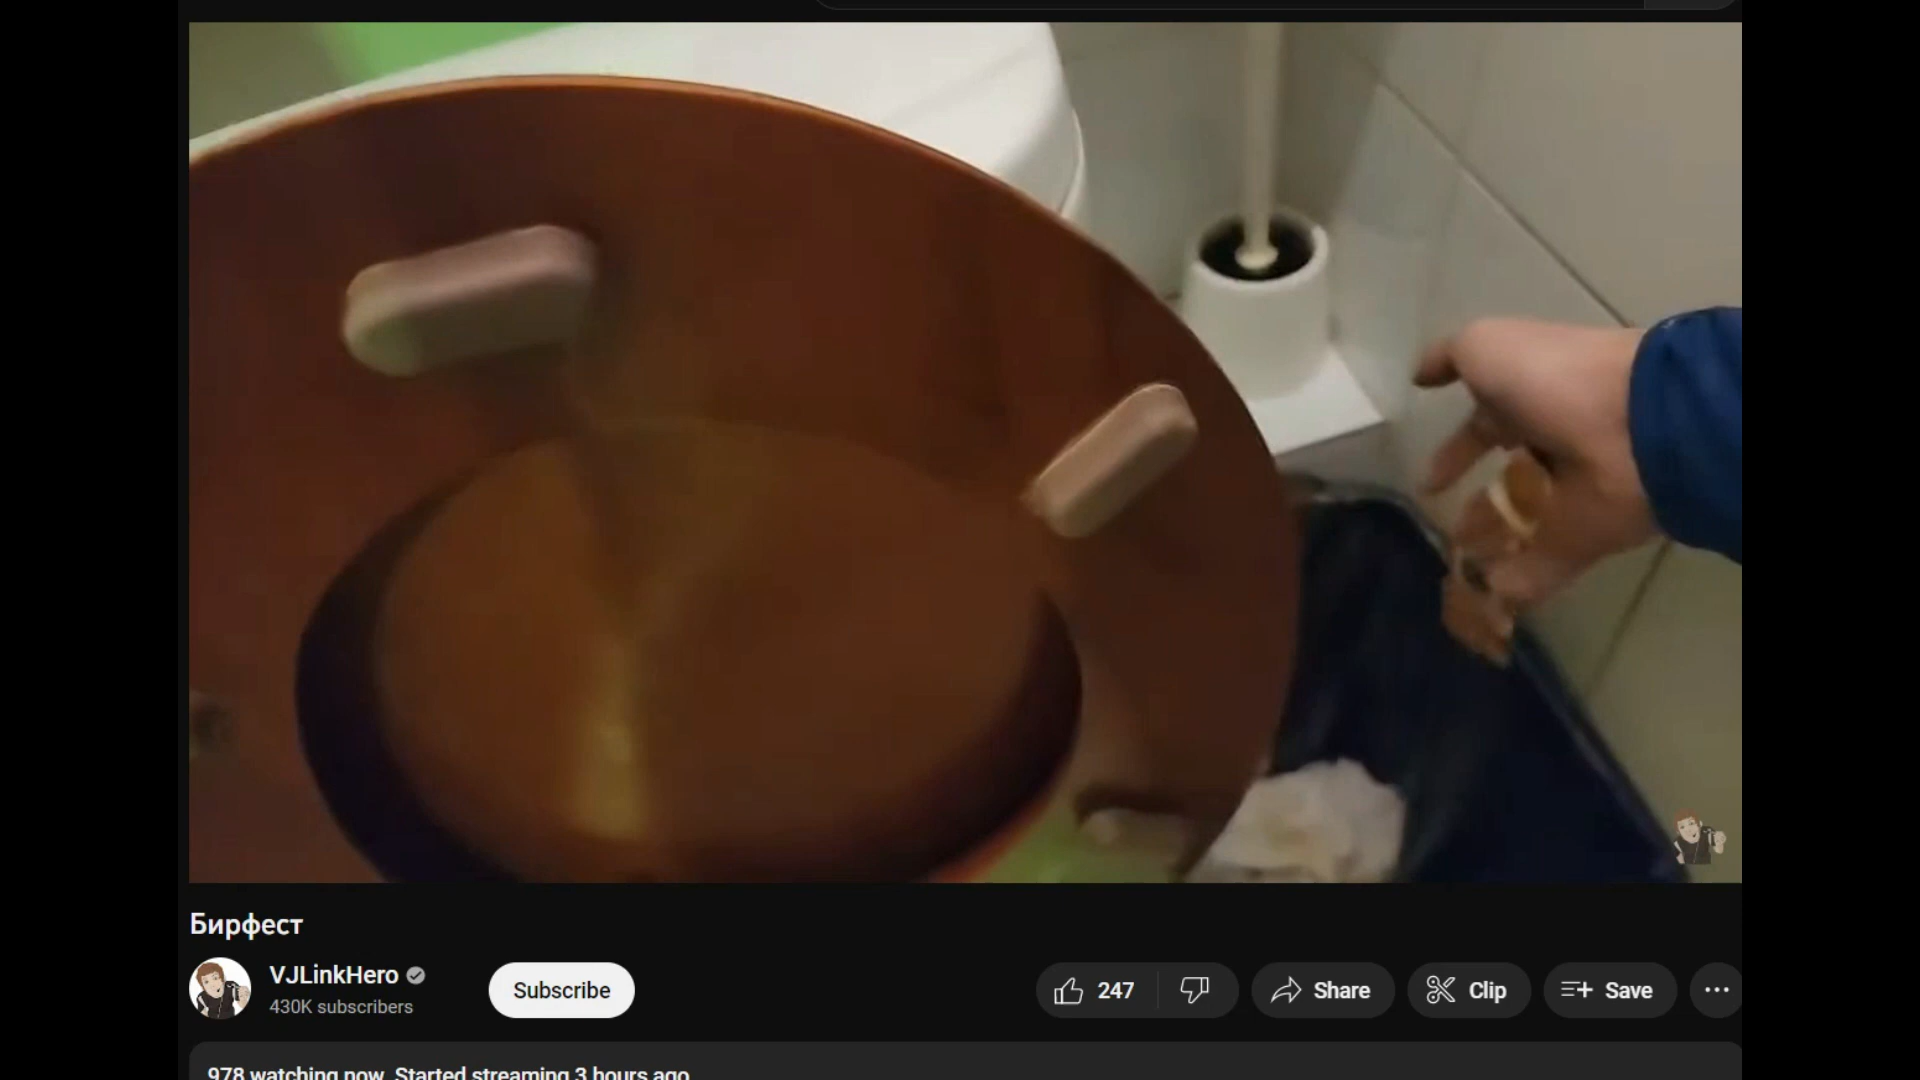 Бирфест
VJLinkHero
430K subscribers
Subscribe
247
Share
Clip
Save
978 watching now Started streaming 3 hours ago